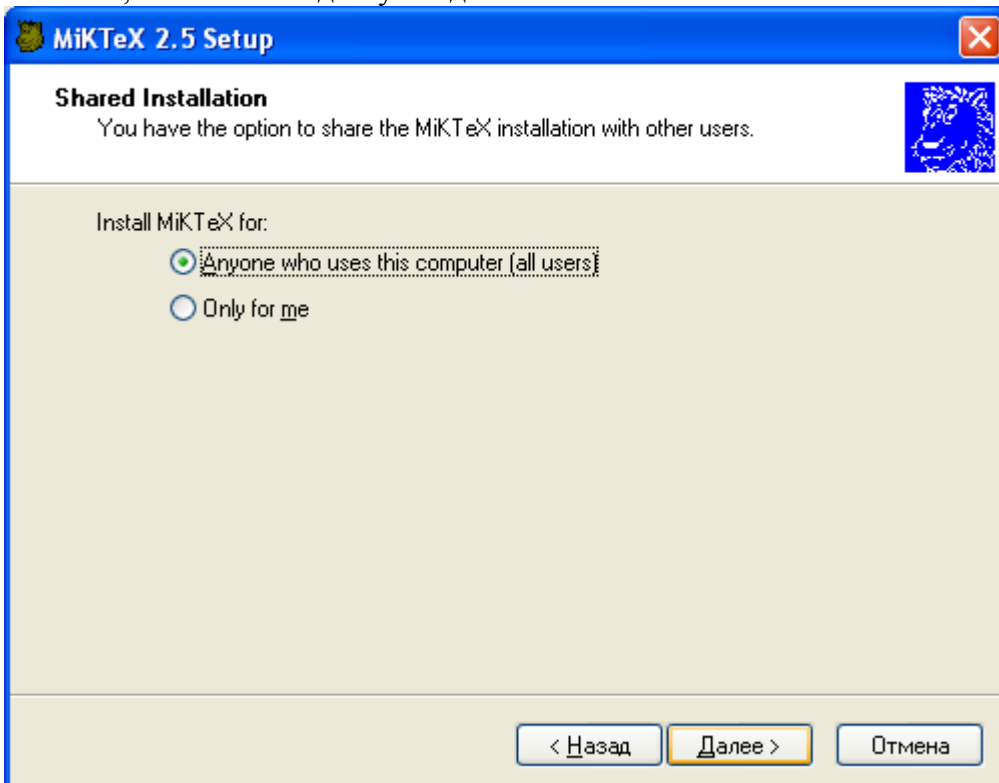 MiKTeX 2.5 Setup
Shared Installation
You have the option to share the MiKTeX installation with other users.
Install MiKTeX for:
Anyone who uses this computer (all users)
Only for me
< Назад
Далее >
Отмена